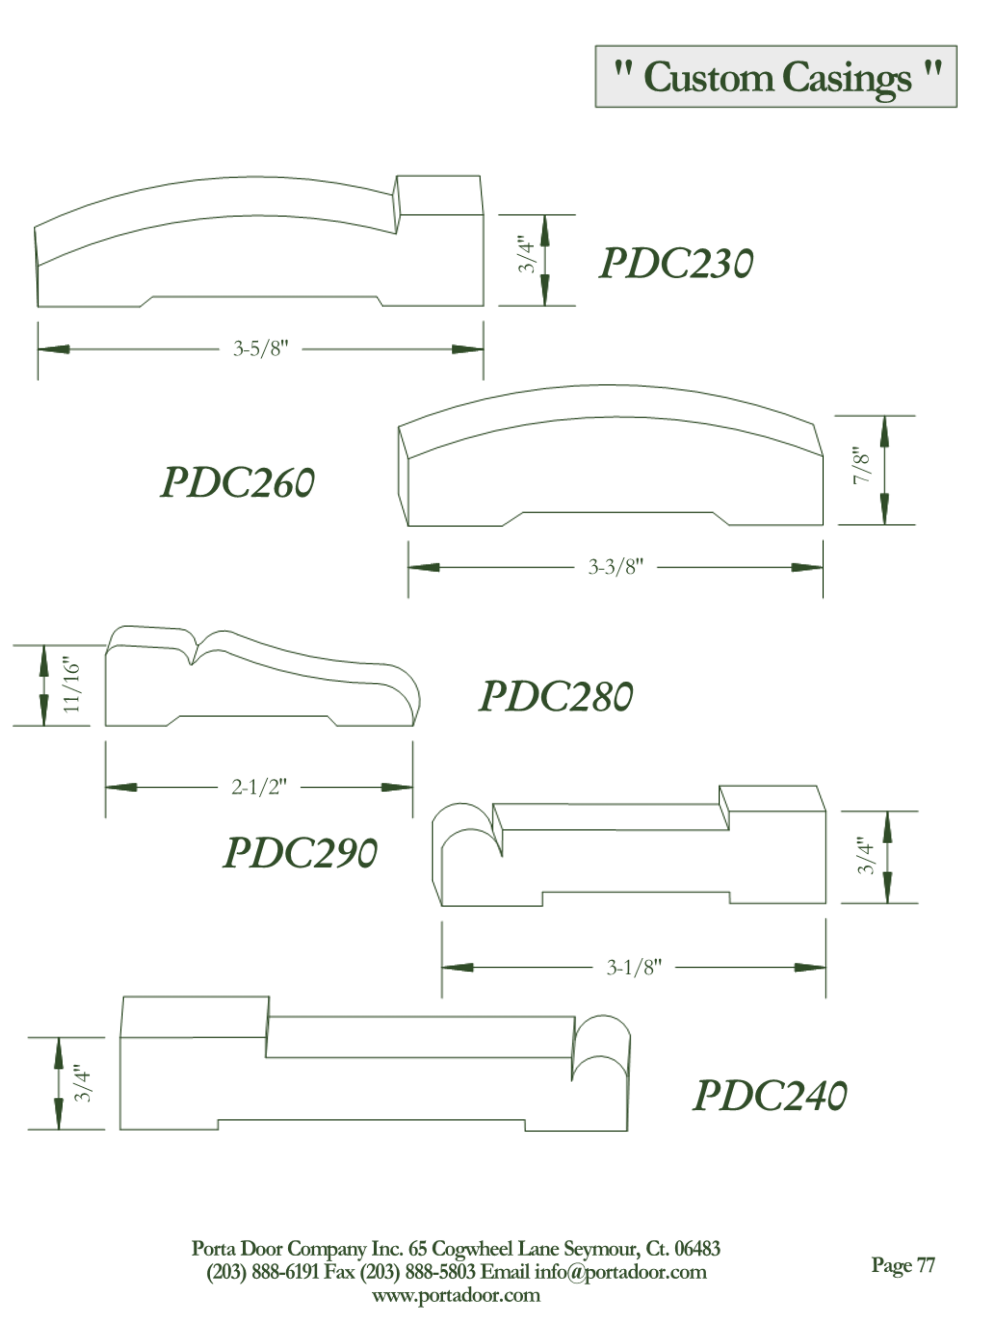 " Custom Casings "
3/4"
PDC230
3-5/8"
7/8"
PDC260
3-3/8"
11/16"
PDC280
2-1/2"
PDC290
3/4"
3-1/8"
3/4"
PDC240
Porta Door Company Inc. 65 Cogwheel Lane Seymour, Ct. 06483
(203) 888-6191 Fax (203) 888-5803 Email info@portadoor.com
www.portadoor.com
Page 77